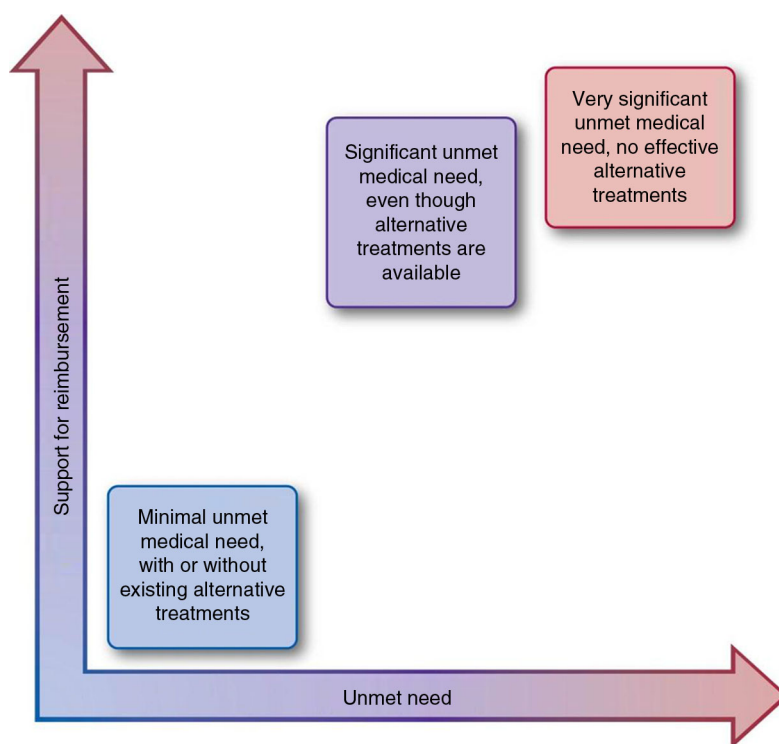 Very significant
unmet medical
need, no effective
alternative
treatments
Significant unmet
medical need,
even though
alternative
treatments are
available
Support for reimbursement
Minimal unmet
medical need,
with or without
existing alternative
treatments
Unmet need